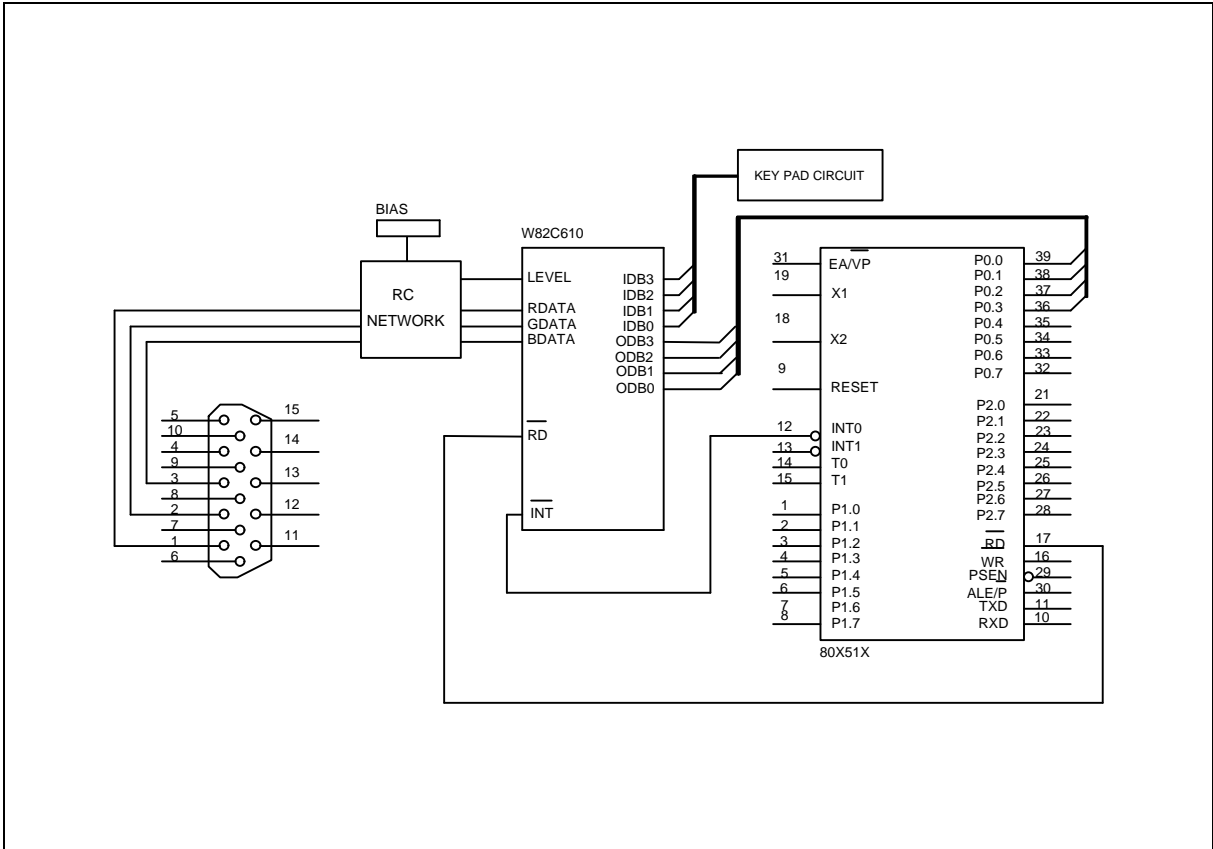 KEY PAD CIRCUIT
BIAS
RC
NETWORK
W82C610
LEVEL
RDATA
GDATA
BDATA
RD
INT
IDB3
IDB2
IDB1
IDB0
ODB3
ODB2
ODB1
ODB0
5
10
4
9
3
8
2
7
1
6
15
14
13
12
11
31 EA/VP
19 X1
18 X2
9 RESET
12 INT0
13 INT1
14 T0
15 T1
1 P1.0
2 P1.1
3 P1.2
4 P1.3
5 P1.4
6 P1.5
7 P1.6
8 P1.7
P0.0 39
P0.1 38
P0.2 37
P0.3 36
P0.4 35
P0.5 34
P0.6 33
P0.7 32
P2.0 21
P2.1 22
P2.2 23
P2.3 24
P2.4 25
P2.5 26
P2.6 27
P2.7 28
RD 17
WR 16
PSEN 29
ALE/P 30
TXD 11
RXD 10
80X51X